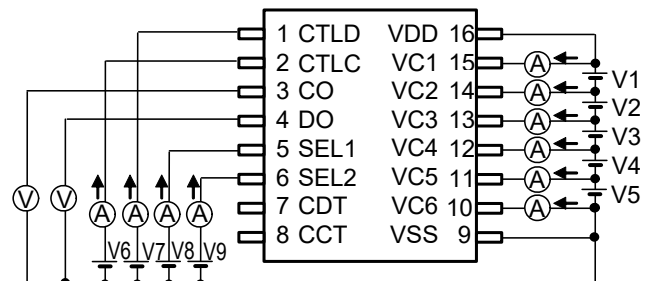 1 CTLD VDD 16
2 CTLC VC1 15
3 CO VC2 14
4 DO VC3 13
5 SEL1 VC4 12
6 SEL2 VC5 11
7 CDT VC6 10
8 CCT VSS 9
V1
V2
V3
V4
V5
A
A
A
A
A
A
V V A A A A
V6 V7 V8 V9